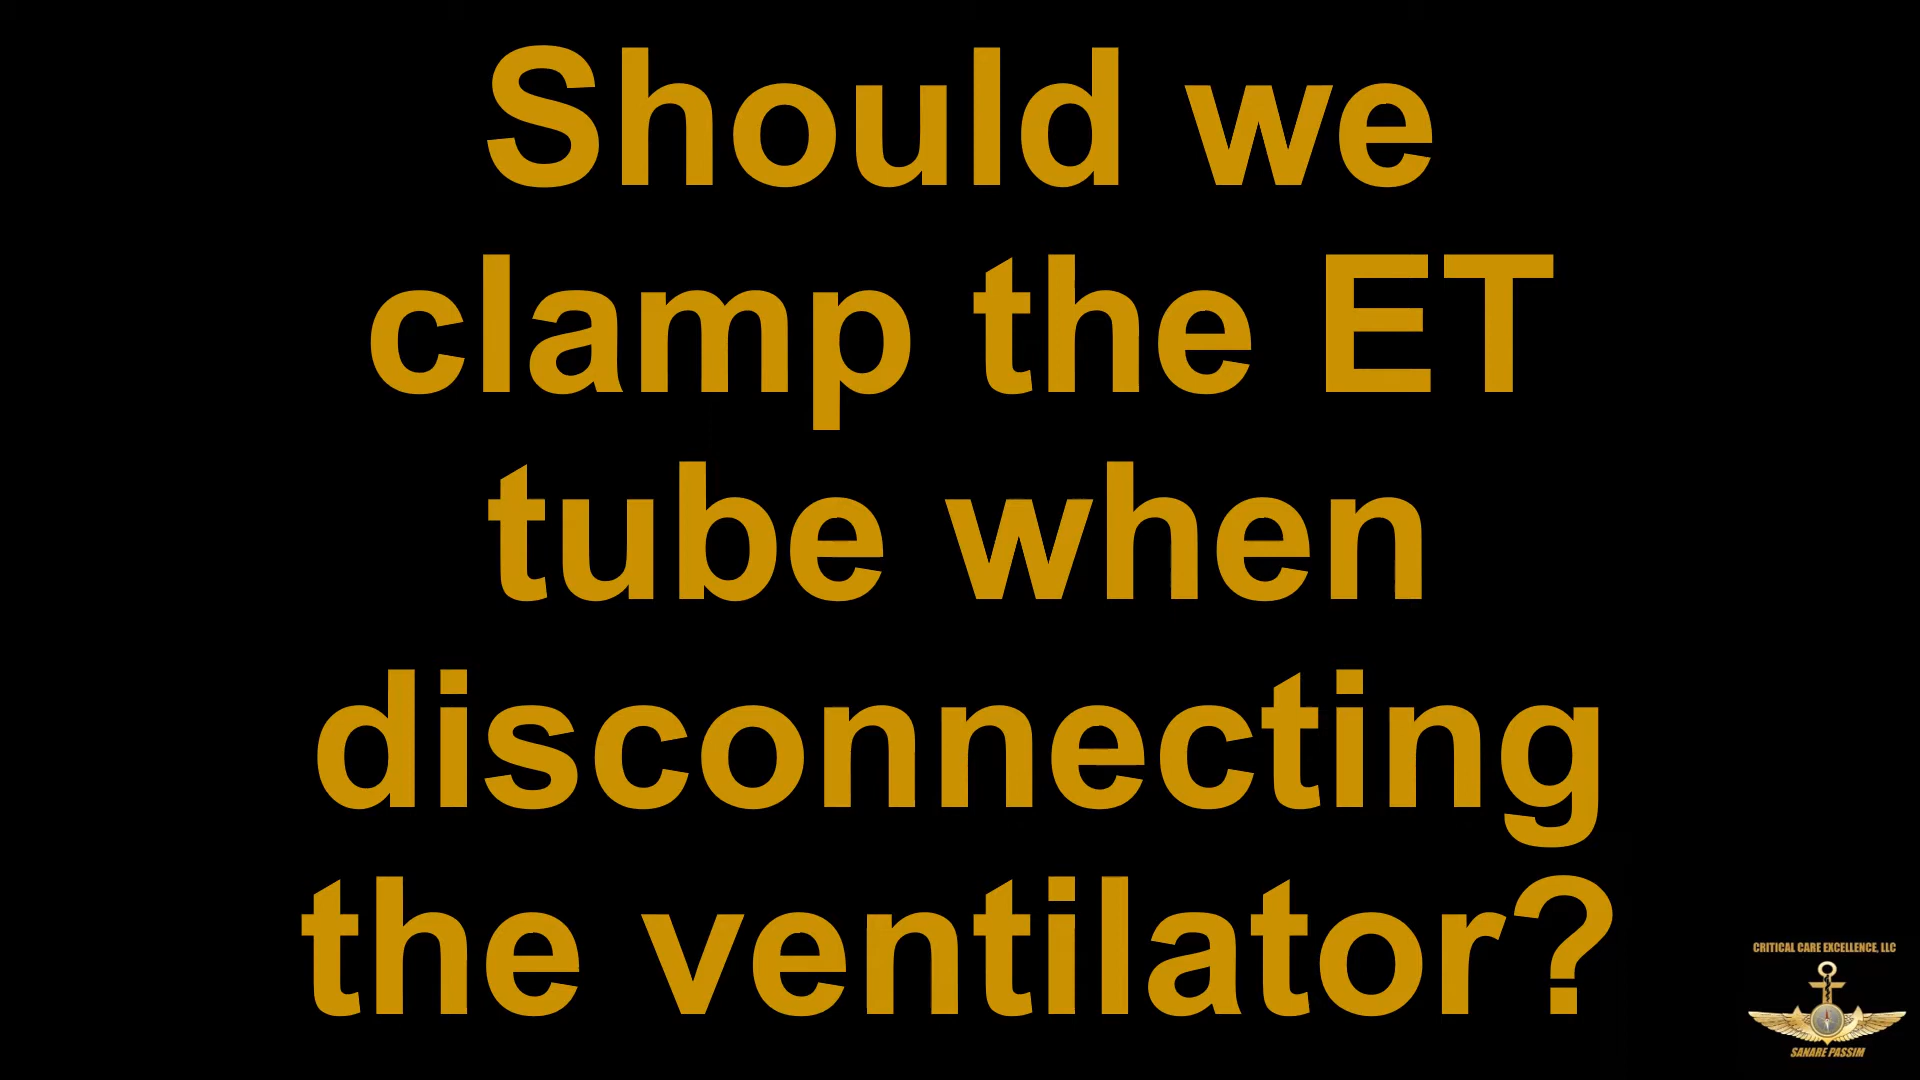 Should we
clamp the ET
tube when
disconnecting
the ventilator?
CRITICAL CARE EXCELLENCE, LLC
SANARE PASSIM